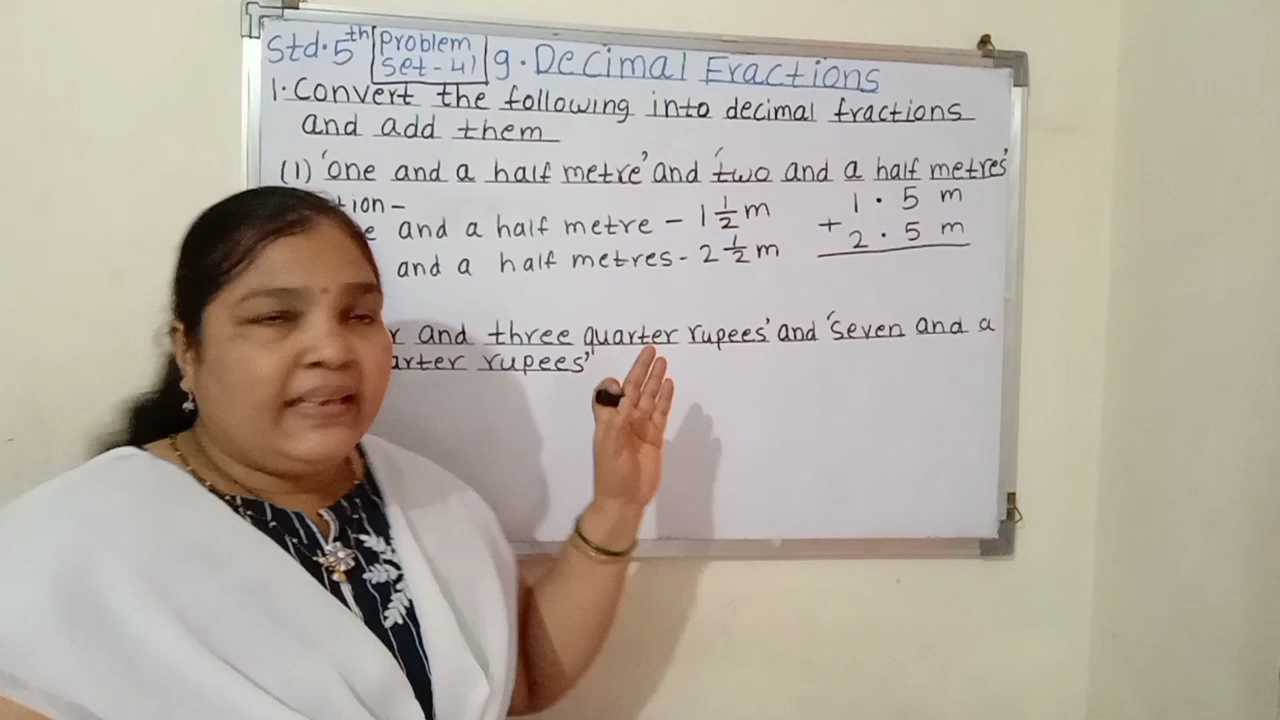 Std. 5th Problem Set-41 9. Decimal Fractions
1. Convert the following into decimal fractions
and add them
(1) 'one and a half metre' and 'two and a half metres'
and a half metre - 1 1/2 m
and a half metres - 2 1/2 m
1.5 m
+ 2.5 m
and three quarter rupees' and 'seven and a
rupees'